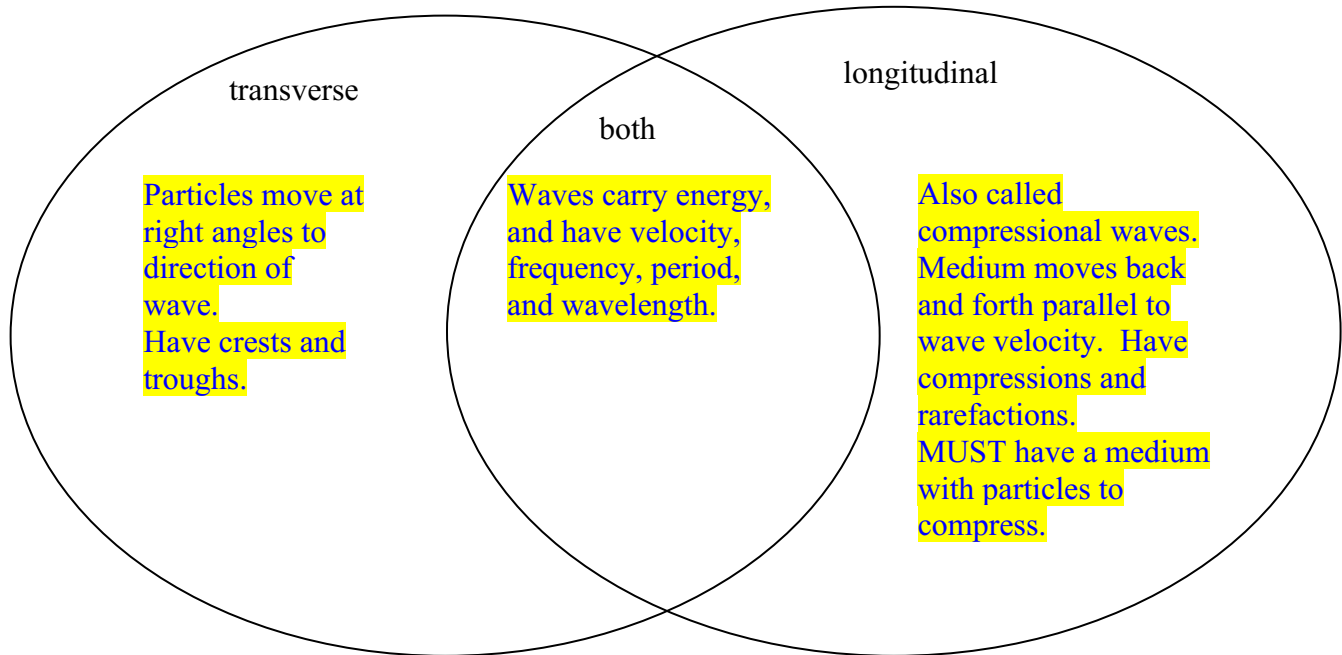 transverse
longitudinal
both
Particles move at
right angles to
direction of
wave.
Have crests and
troughs.
Waves carry energy,
and have velocity,
frequency, period,
and wavelength.
Also called
compressional waves.
Medium moves back
and forth parallel to
wave velocity.  Have
compressions and
rarefactions.
MUST have a medium
with particles to
compress.